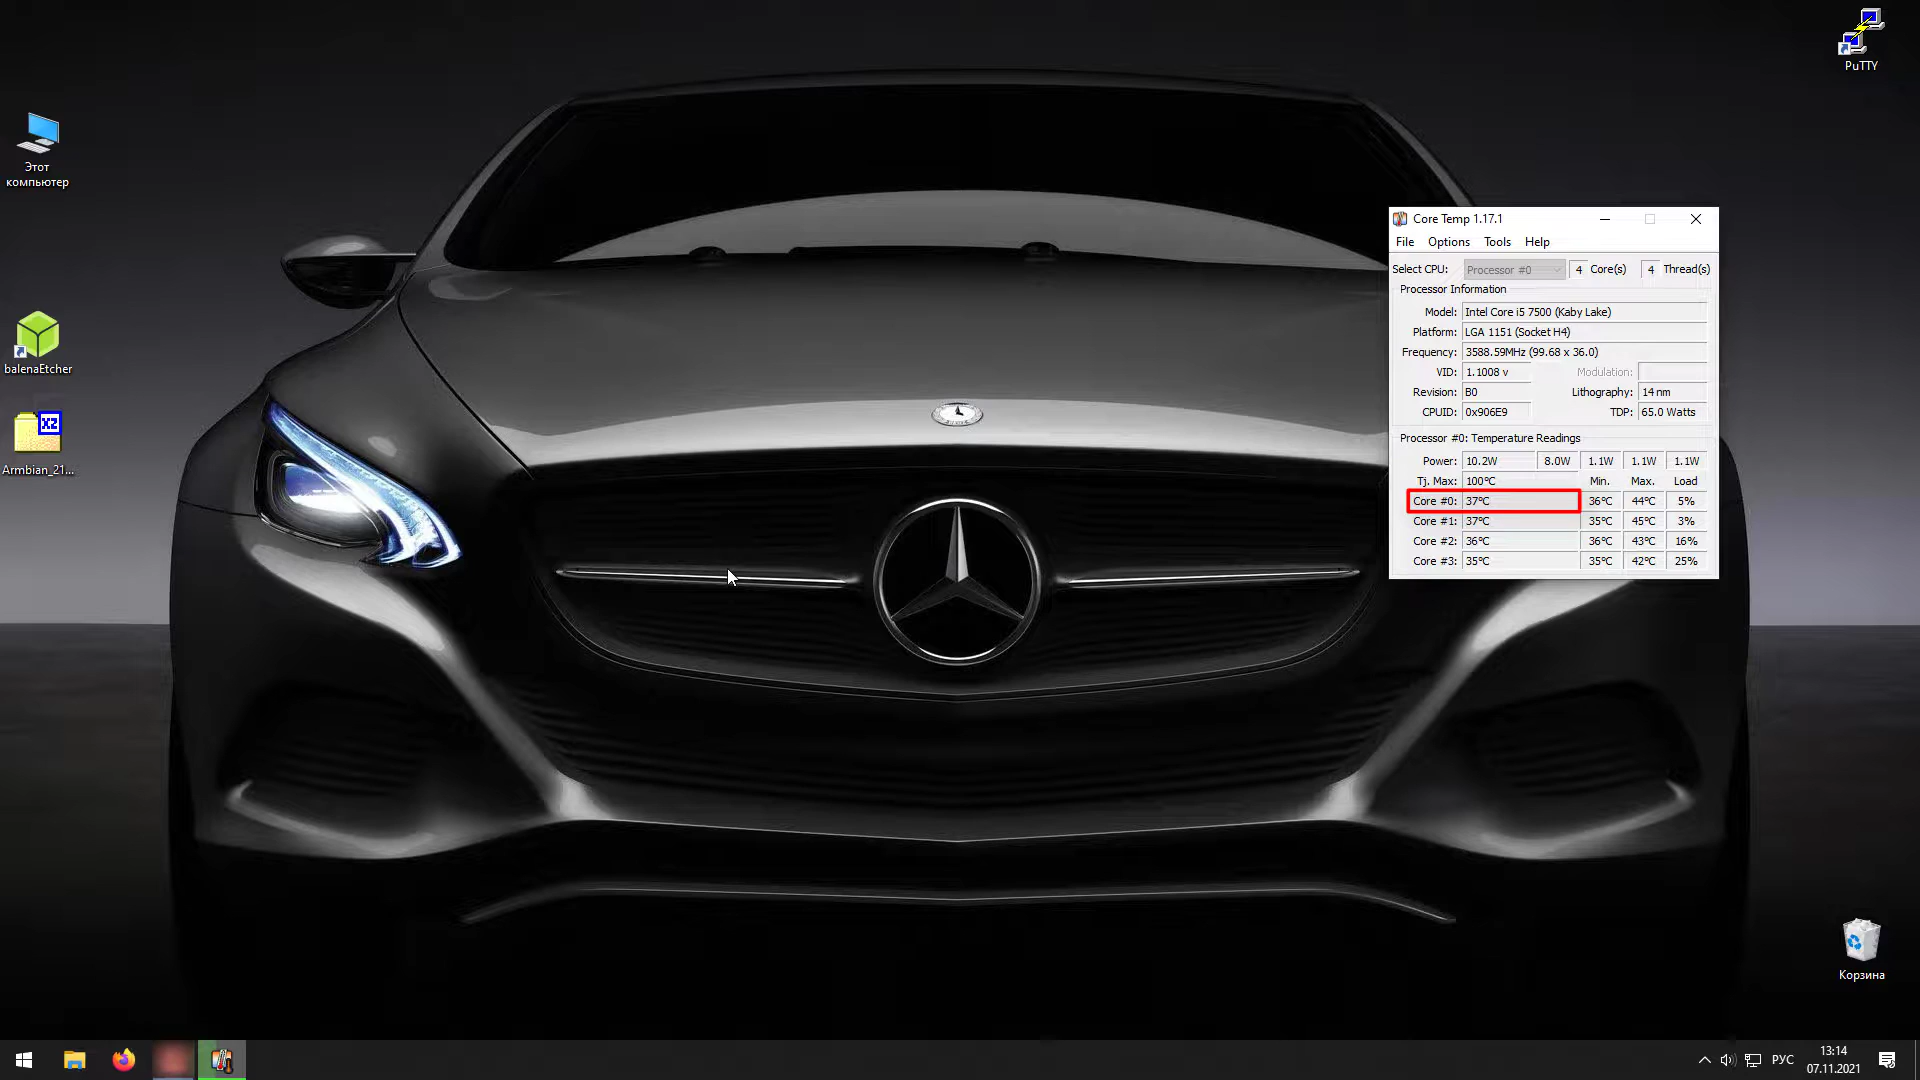 PuTTY
Этот
компьютер
balenaEtcher
Armbian_21...
Core Temp 1.17.1
File Options Tools Help
Select CPU: Processor #0 4 Core(s) 4 Thread(s)
Processor Information
Model: Intel Core i5 7500 (Kaby Lake)
Platform: LGA 1151 (Socket H4)
Frequency: 3588.59MHz (99.68 x 36.0)
VID: 1.1008 v Modulation:
Revision: B0 Lithography: 14 nm
CPUID: 0x906E9 TDP: 65.0 Watts
Processor #0: Temperature Readings
Power: 10.2W 8.0W 1.1W 1.1W 1.1W
Tj. Max: 100°C Min. Max. Load
Core #0: 37°C 36°C 44°C 5%
Core #1: 37°C 35°C 45°C 3%
Core #2: 36°C 36°C 43°C 16%
Core #3: 35°C 35°C 42°C 25%
Корзина
РУС
13:14
07.11.2021